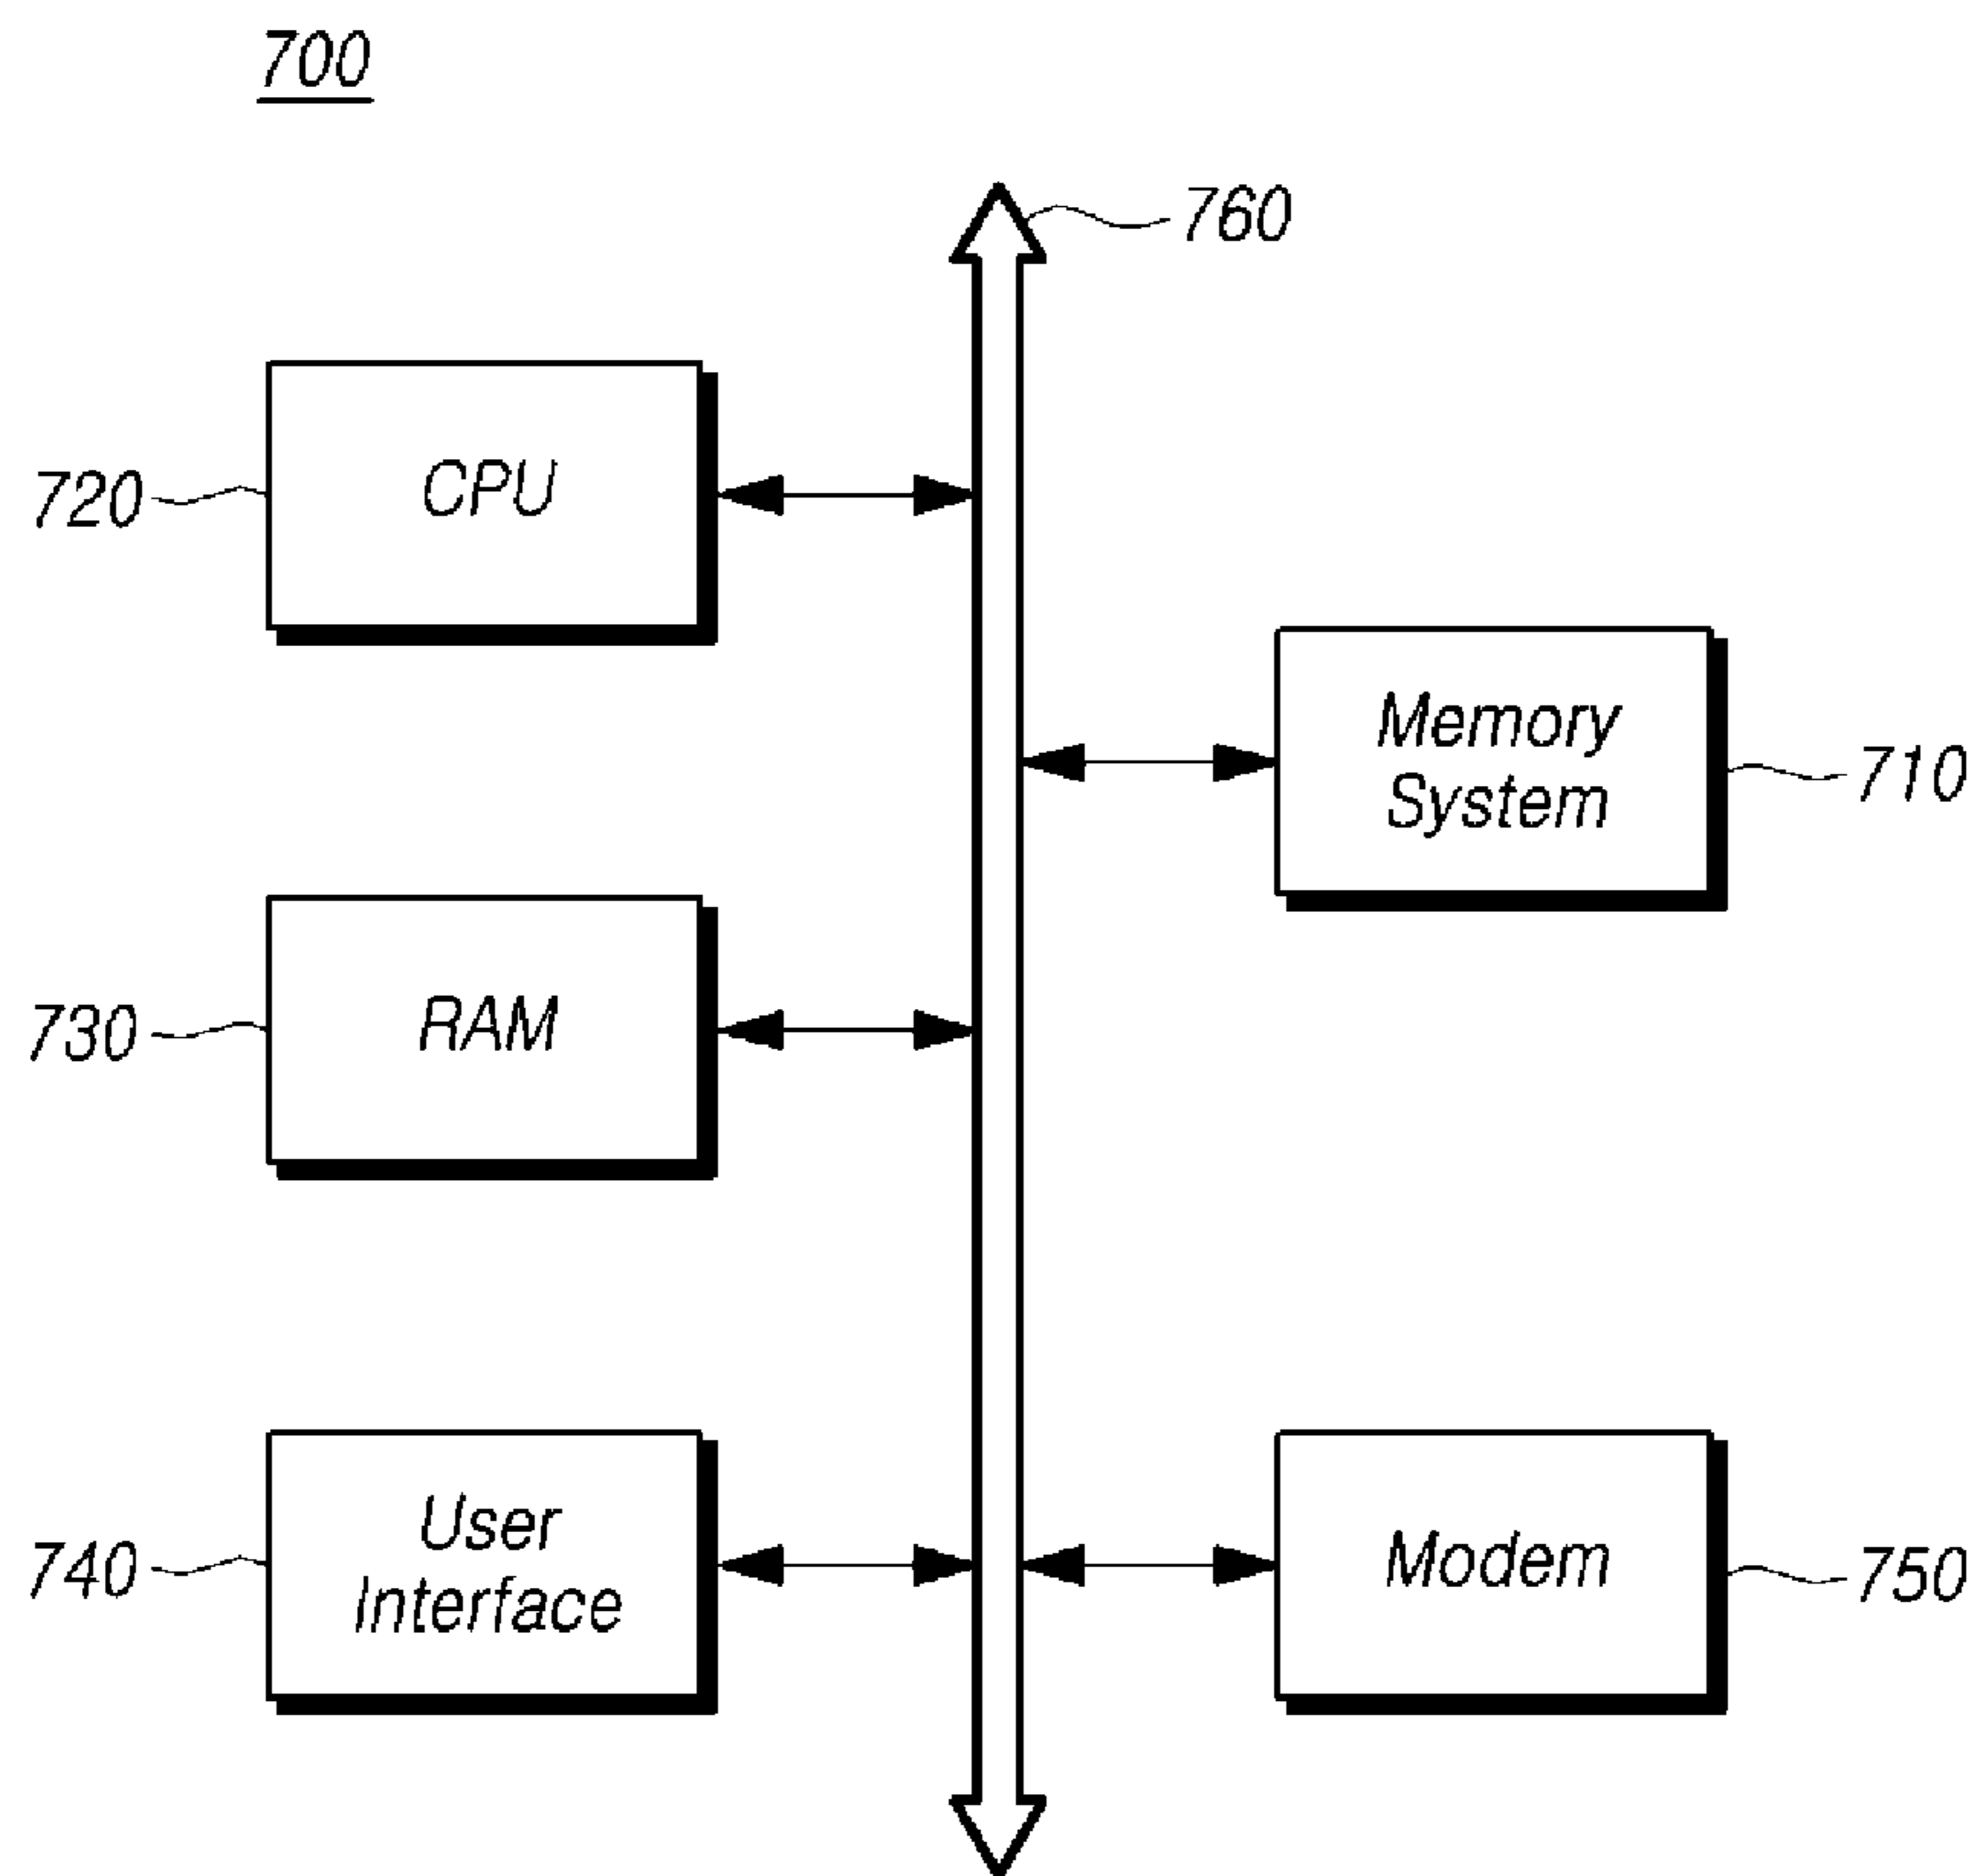 700
760
720
CPU
Memory
System
710
730
RAM
740
User
Interface
Modem
750